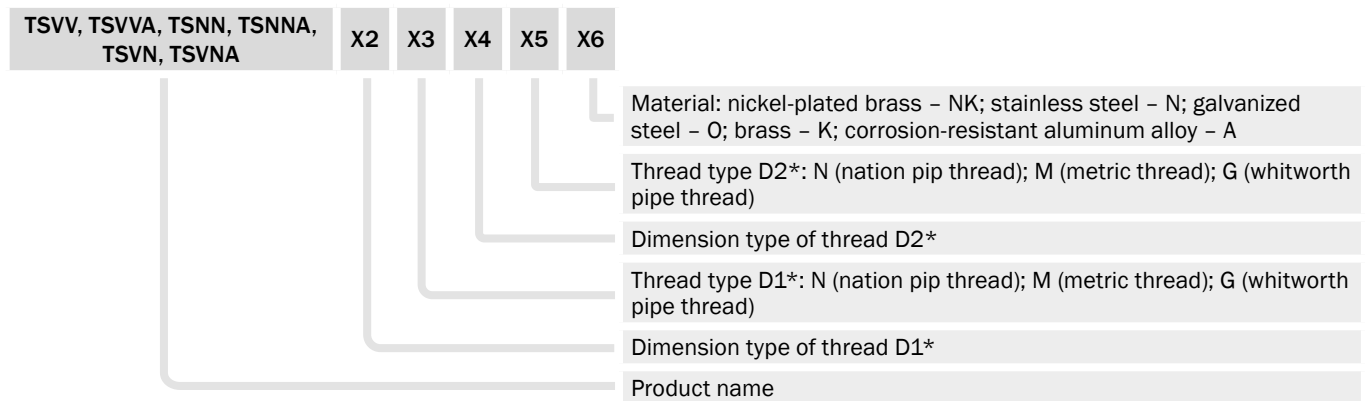 TSVV, TSVVA, TSNN, TSNNA,
TSVN, TSVNA
X2 X3 X4 X5 X6
Material: nickel-plated brass – NK; stainless steel – N; galvanized
steel – O; brass – K; corrosion-resistant aluminum alloy – A
Thread type D2*: N (nation pip thread); M (metric thread); G (whitworth
pipe thread)
Dimension type of thread D2*
Thread type D1*: N (nation pip thread); M (metric thread); G (whitworth
pipe thread)
Dimension type of thread D1*
Product name